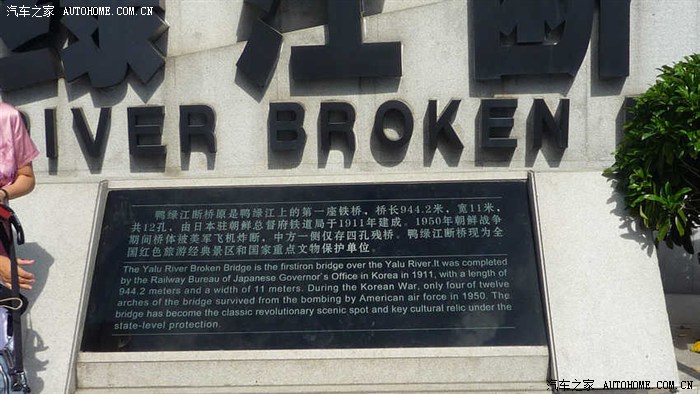 汽车之家 AUTOHOME.COM.CN
汽车之家 AUTOHOME.COM.CN
绿江断
RIVER BROKEN
鸭绿江断桥原是鸭绿江上的第一座铁桥，桥长944.2米，宽11米，
共12孔，由日本驻朝鲜总督府铁道局于1911年建成。1950年朝鲜战争
期间桥体被美军飞机炸断，中方一侧仅存四孔残桥。鸭绿江断桥现为全
国红色旅游经典景区和国家重点文物保护单位。
The Yalu River Broken Bridge is the firstiron bridge over the Yalu River.It was completed
by the Railway Bureau of Japanese Governor's Office in Korea in 1911, with a length of
944.2 meters and a width of 11 meters. During the Korean War, only four of twelve
arches of the bridge survived from the bombing by American air force in 1950. The
bridge has become the classic revolutionary scenic spot and key cultural relic under the
state-level protection.
汽车之家 AUTOHOME.COM.CN